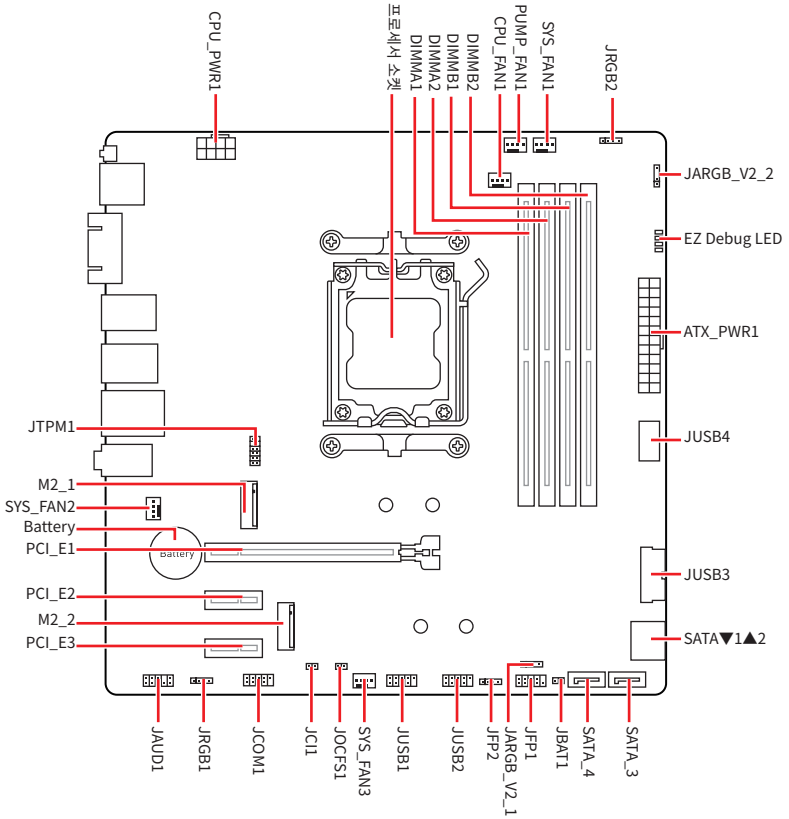 CPU_PWR1
프로세서 소켓
DIMMA1
DIMMA2
DIMMB1
DIMMB2
CPU_FAN1
PUMP_FAN1
SYS_FAN1
JRGB2
JARGB_V2_2
EZ Debug LED
ATX_PWR1
JUSB4
JUSB3
SATA▼1▲2
JTPM1
M2_1
SYS_FAN2
Battery
Battery
PCI_E1
PCI_E2
M2_2
PCI_E3
JAUD1
JRGB1
JCOM1
JCI1
JOCFS1
SYS_FAN3
JUSB1
JUSB2
JFP2
JARGB_V2_1
JFP1
JBAT1
SATA_4
SATA_3